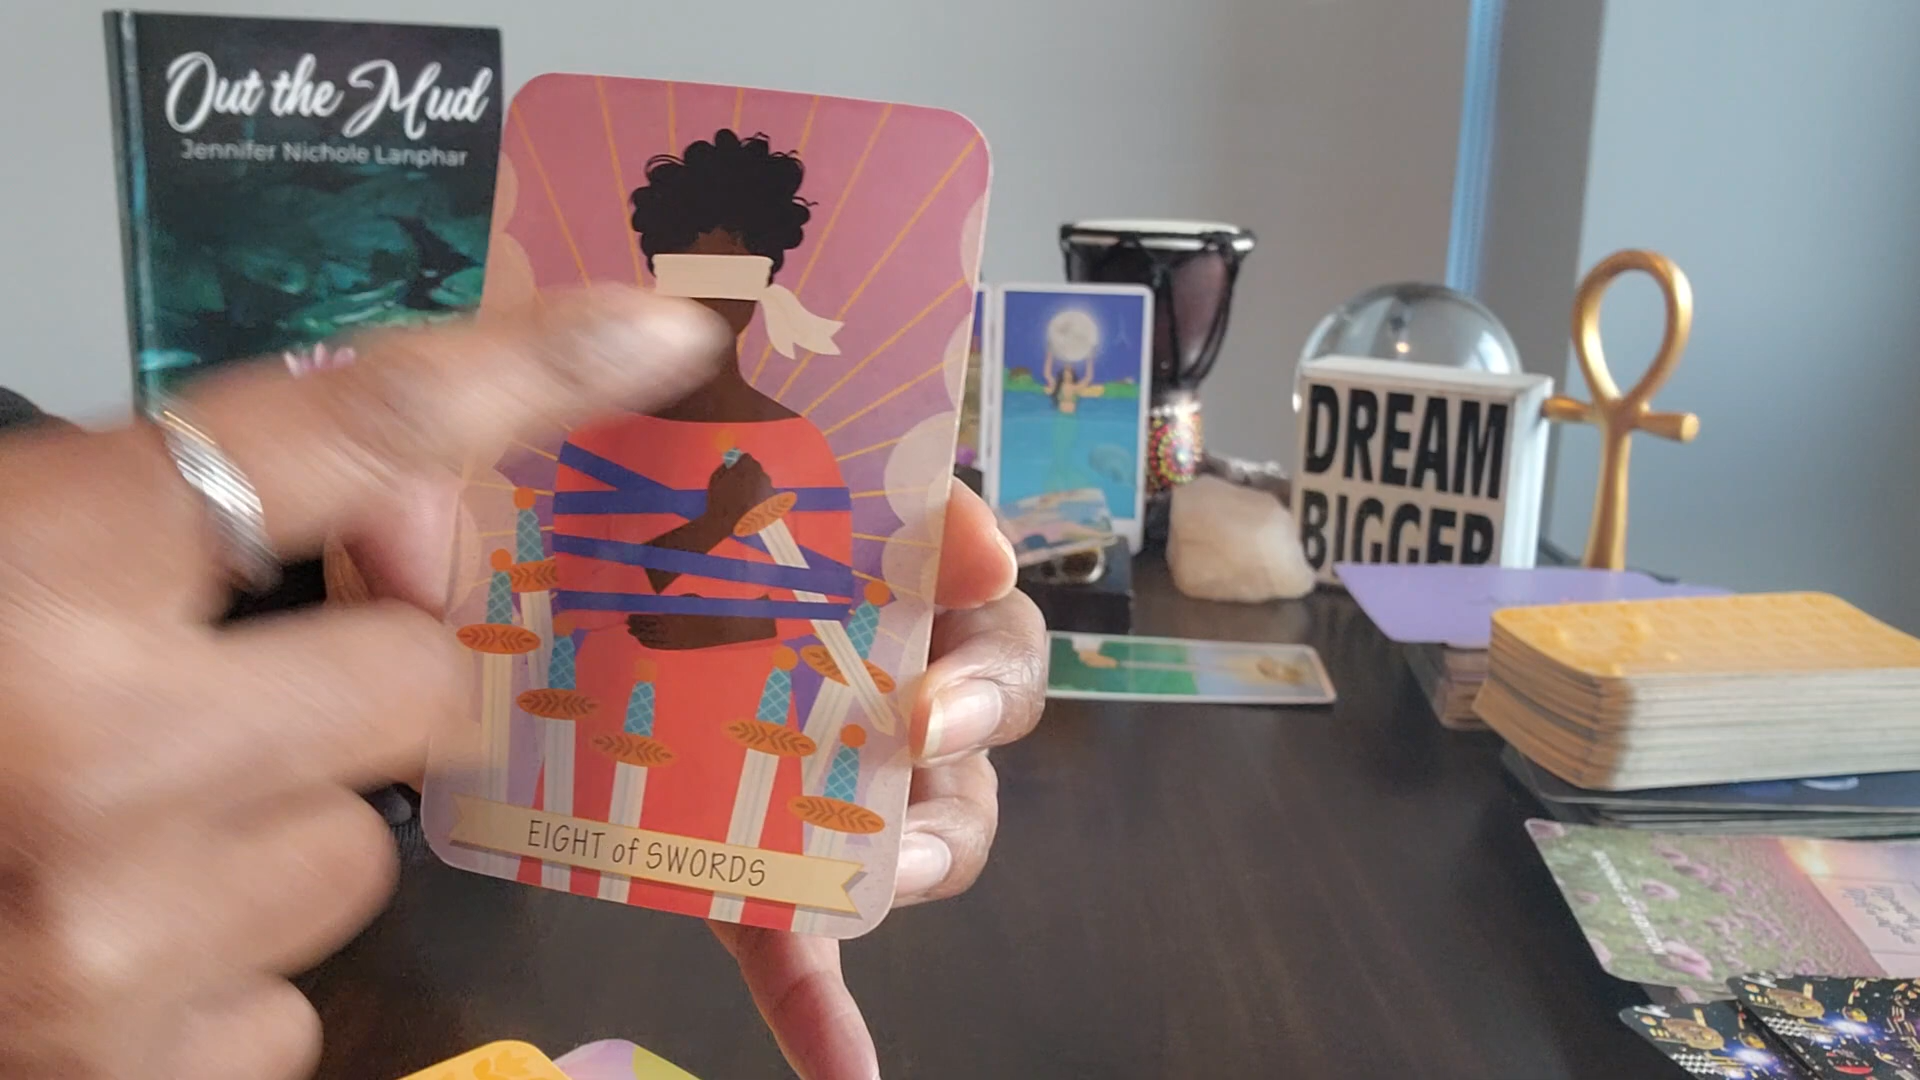 Out the Mud
Jennifer Nichole Lanphar
EIGHT of SWORDS
DREAM
BIGGER